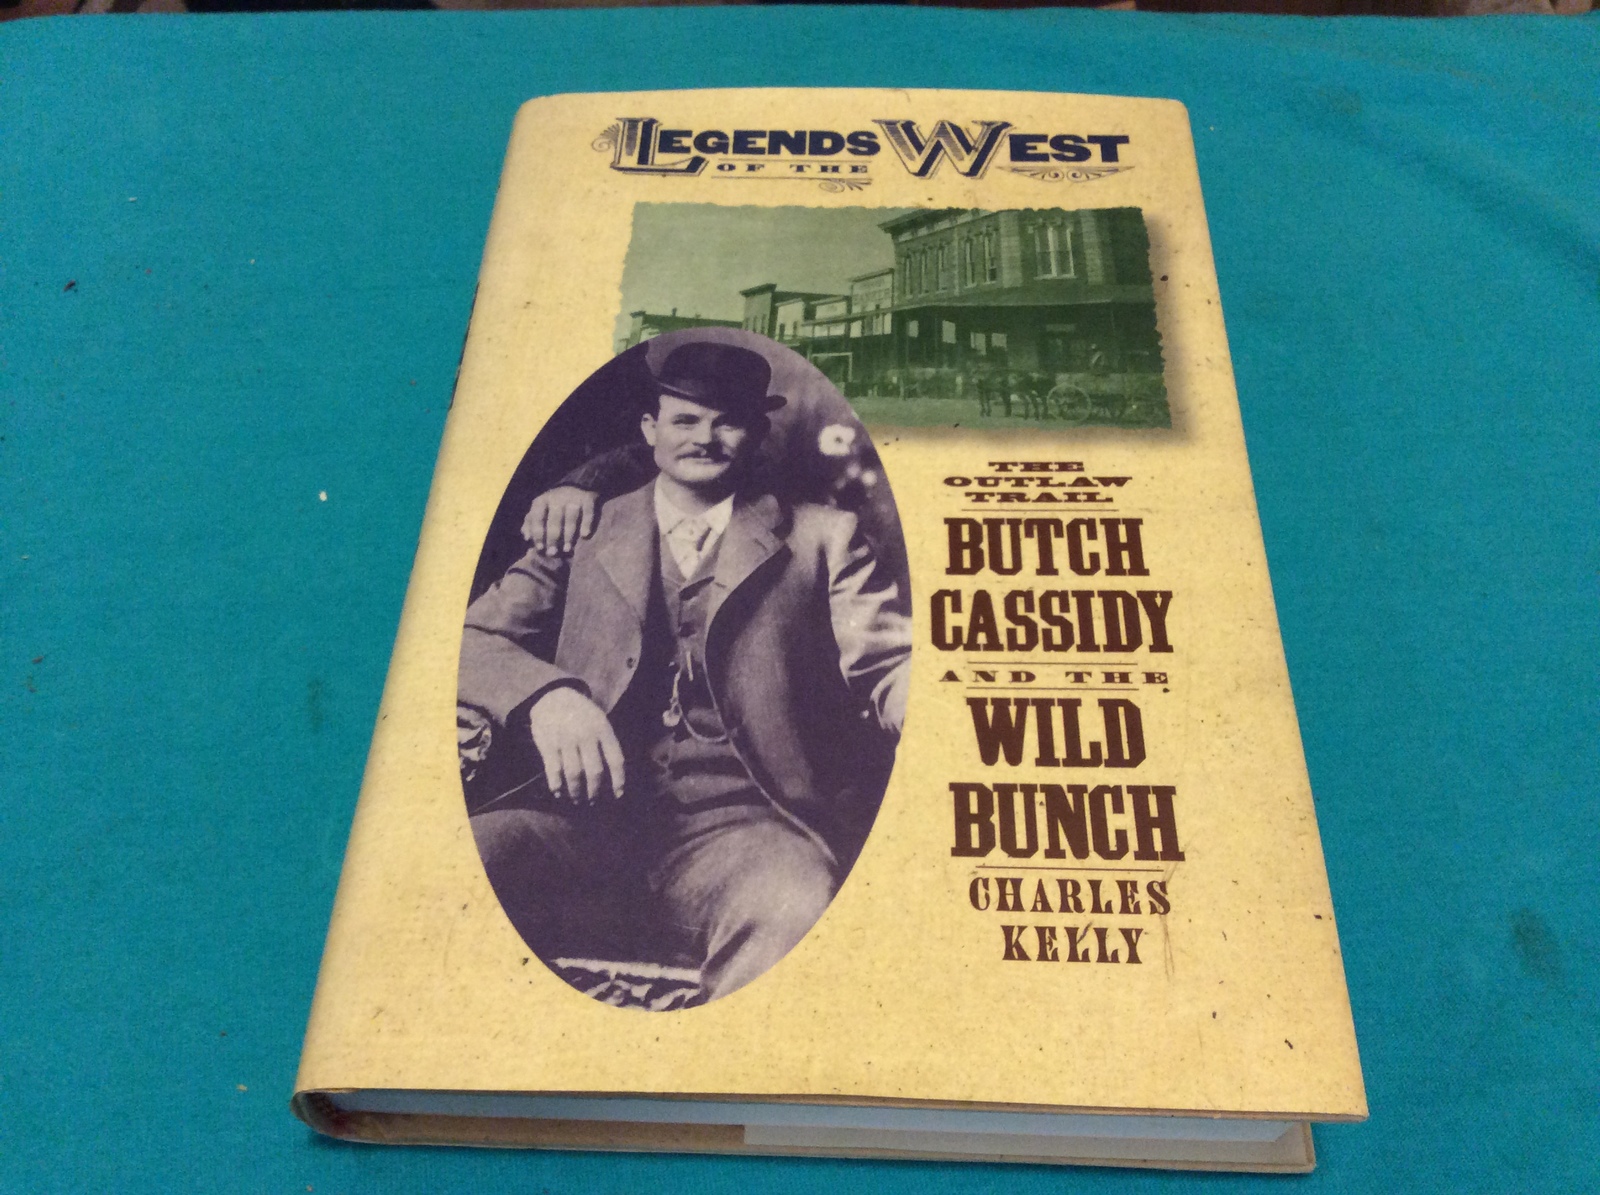 LEGENDS WEST
OF THE
THE
OUTLAW
TRAIL
BUTCH
CASSIDY
AND THE
WILD
BUNCH
CHARLES
KELLY